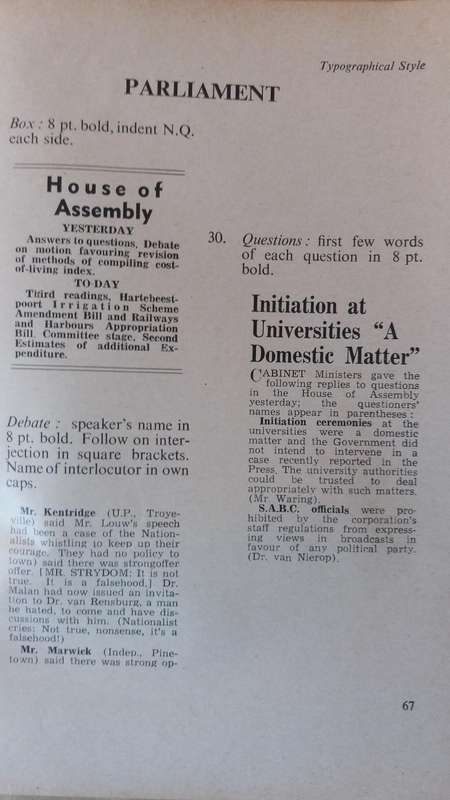 Typographical Style
PARLIAMENT
Box : 8 pt. bold, indent N.Q.
each side.
House of
Assembly
YESTERDAY
Answers to questions, Debate
on motion favouring revision
of methods of compiling cost-
of-living index.
TO-DAY
Third readings, Hartebeest-
poort Irrigation Scheme
Amendment Bill and Railways
and Harbours Appropriation
Bill. Committee stage, Second
Estimates of additional Ex-
penditure.
Debate : speaker's name in
8 pt. bold. Follow on inter-
jection in square brackets.
Name of interlocutor in own
caps.
Mr. Kentridge (U.P., Troye-
ville) said Mr. Louw's speech
had been a case of the Nation-
alists whistling to keep up their
courage. They had no policy to
town) said there was strongoffer
offer. [MR. STRYDOM: It is not
true. It is a falsehood.] Dr.
Malan had now issued an invita-
tion to Dr. van Rensburg, a man
he hated, to come and have dis-
cussions with him. (Nationalist
cries: Not true, nonsense, it's a
falsehood!)
Mr. Marwick (Indep., Pine-
town) said there was strong op-
30. Questions : first few words
of each question in 8 pt.
bold.
Initiation at
Universities “A
Domestic Matter”
CABINET Ministers gave the
following replies to questions
in the House of Assembly
yesterday; the questioners'
names appear in parentheses :
Initiation ceremonies at the
universities were a domestic
matter and the Government did
not intend to intervene in a
case recently reported in the
Press. The university authorities
could be trusted to deal
appropriately with such matters.
(Mr. Waring).
S.A.B.C. officials were pro-
hibited by the corporation's
staff regulations from express-
ing views in broadcasts in
favour of any political party.
(Dr. van Nierop).
67